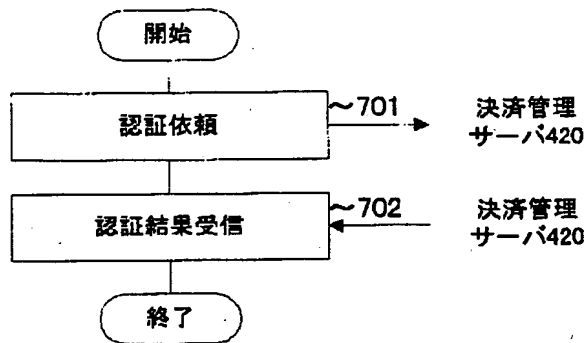 開始
認証依頼
~701
決済管理
サーバ420
認証結果受信
~702
決済管理
サーバ420
終了